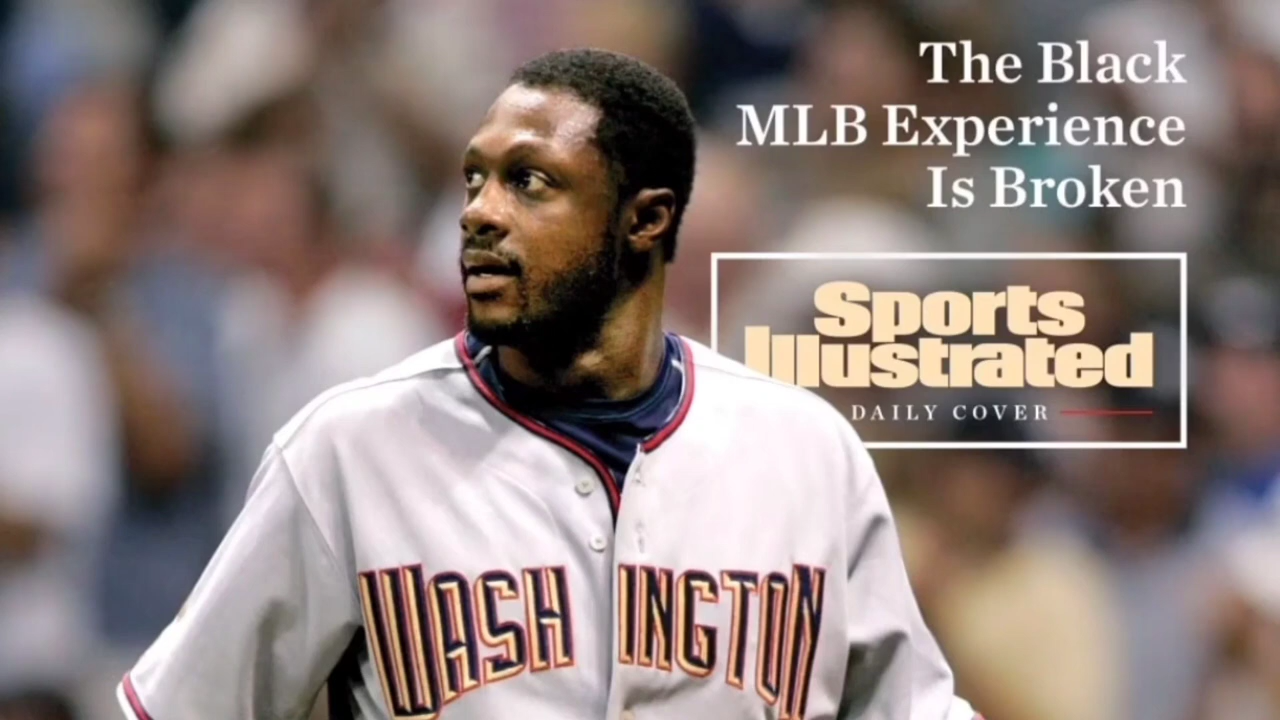 The Black
MLB Experience
Is Broken
Sports
Illustrated
DAILY COVER
WASHINGTON